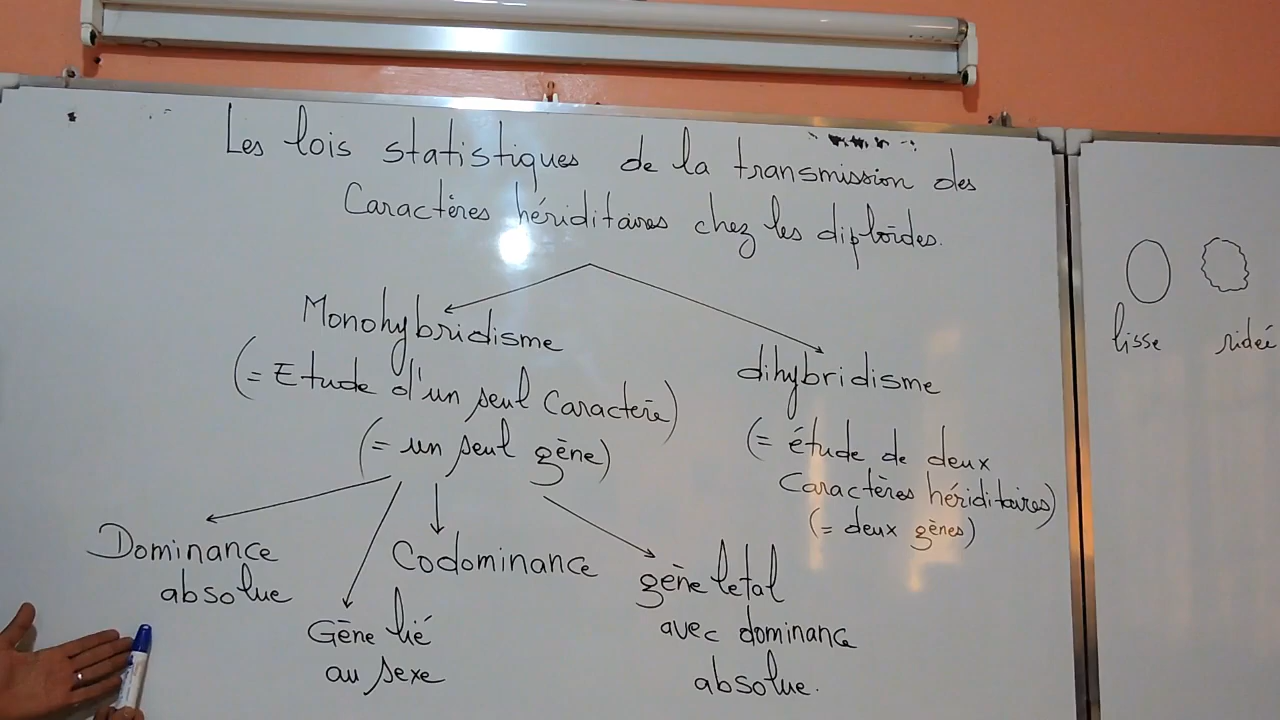 Les lois statistiques de la transmission des
Caractères hériditaires chez les diploïdes.
Monohybridisme
(= Etude d'un seul Caractère)
(= un seul gène)
dihybridisme
(= étude de deux
Caractères hériditaires)
(= deux gènes)
Dominance
absolue
Gène lié
au sexe
Codominance
gène letal
avec dominance
absolue.
lisse
ridée